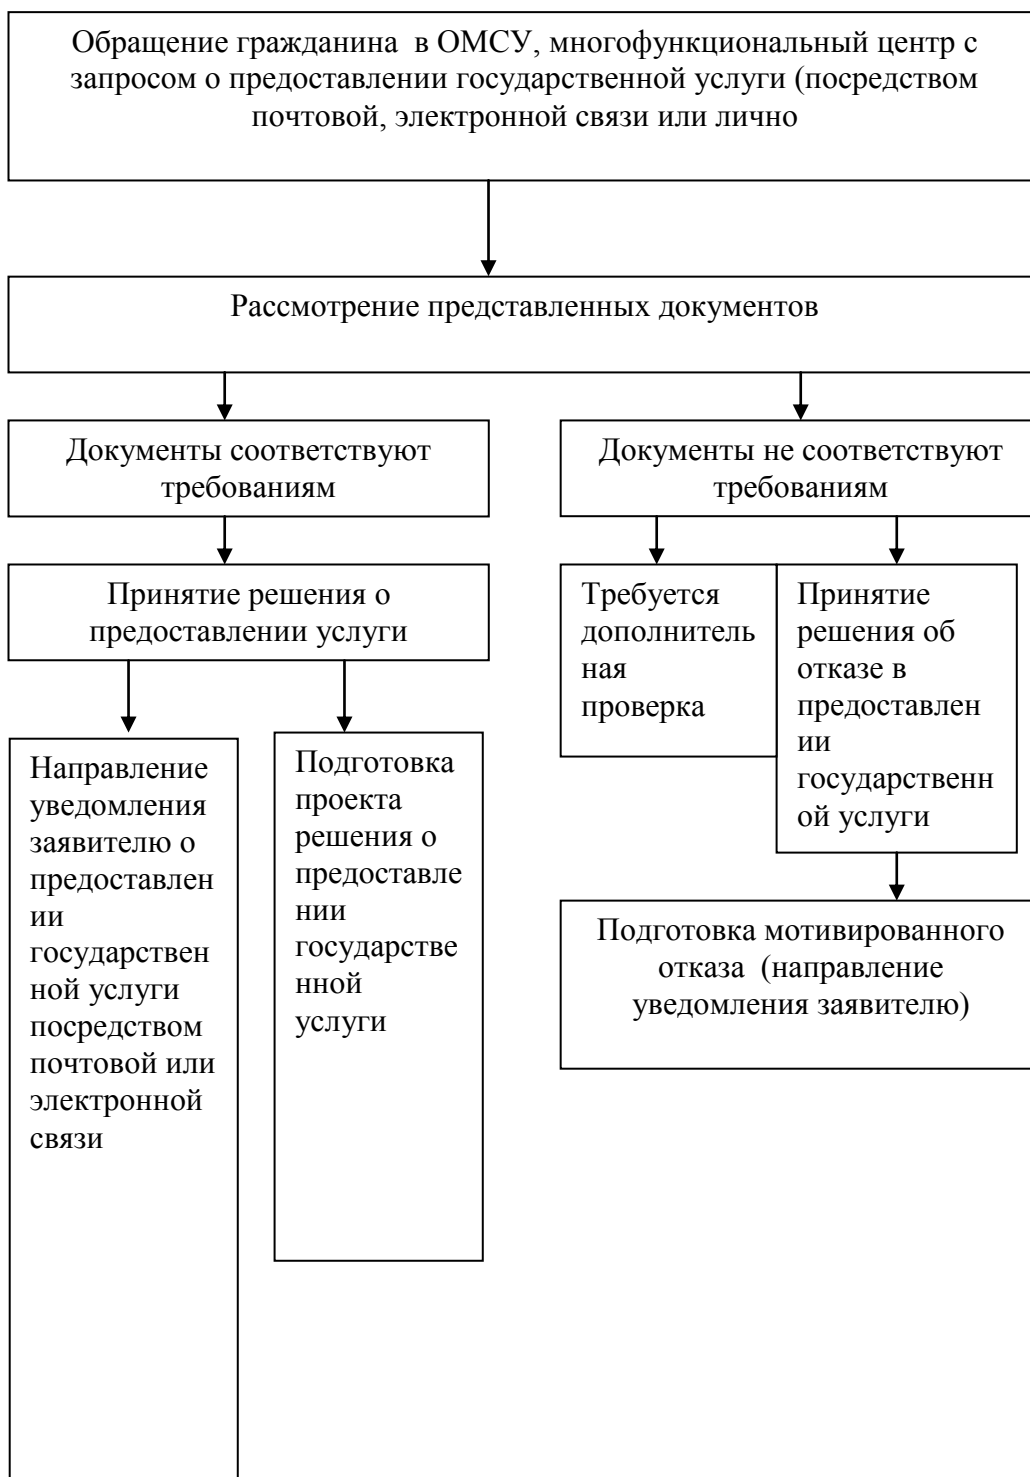 Обращение гражданина  в ОМСУ, многофункциональный центр с
запросом о предоставлении государственной услуги (посредством
почтовой, электронной связи или лично
Рассмотрение представленных документов
Документы соответствуют
требованиям
Документы не соответствуют
требованиям
Принятие решения о
предоставлении услуги
Требуется
дополнитель
ная
проверка
Принятие
решения об
отказе в
предоставлен
ии
государственн
ой услуги
Направление
уведомления
заявителю о
предоставлен
ии
государствен
ной услуги
посредством
почтовой или
электронной
связи
Подготовка
проекта
решения о
предоставле
нии
государстве
нной
услуги
Подготовка мотивированного
отказа  (направление
уведомления заявителю)